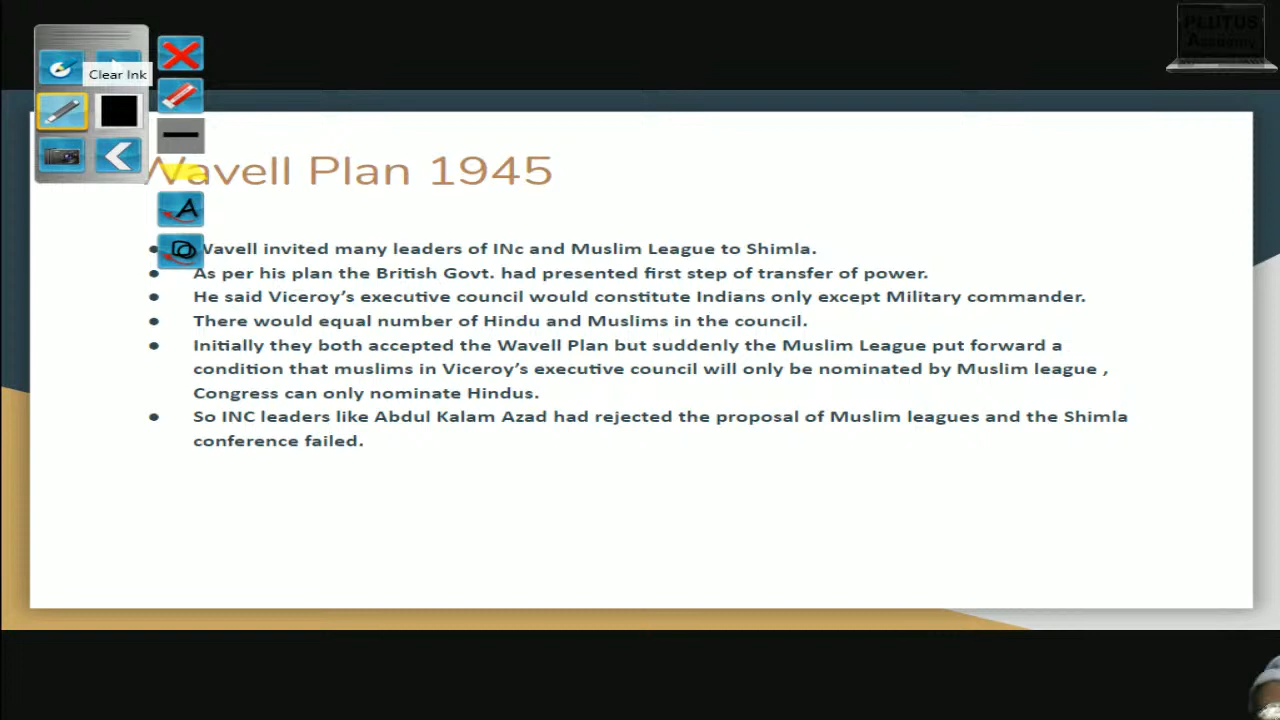 PLUTUS
Academy
Clear Ink
Wavell Plan 1945
● Wavell invited many leaders of INc and Muslim League to Shimla.
● As per his plan the British Govt. had presented first step of transfer of power.
● He said Viceroy's executive council would constitute Indians only except Military commander.
● There would equal number of Hindu and Muslims in the council.
● Initially they both accepted the Wavell Plan but suddenly the Muslim League put forward a
condition that muslims in Viceroy's executive council will only be nominated by Muslim league ,
Congress can only nominate Hindus.
● So INC leaders like Abdul Kalam Azad had rejected the proposal of Muslim leagues and the Shimla
conference failed.